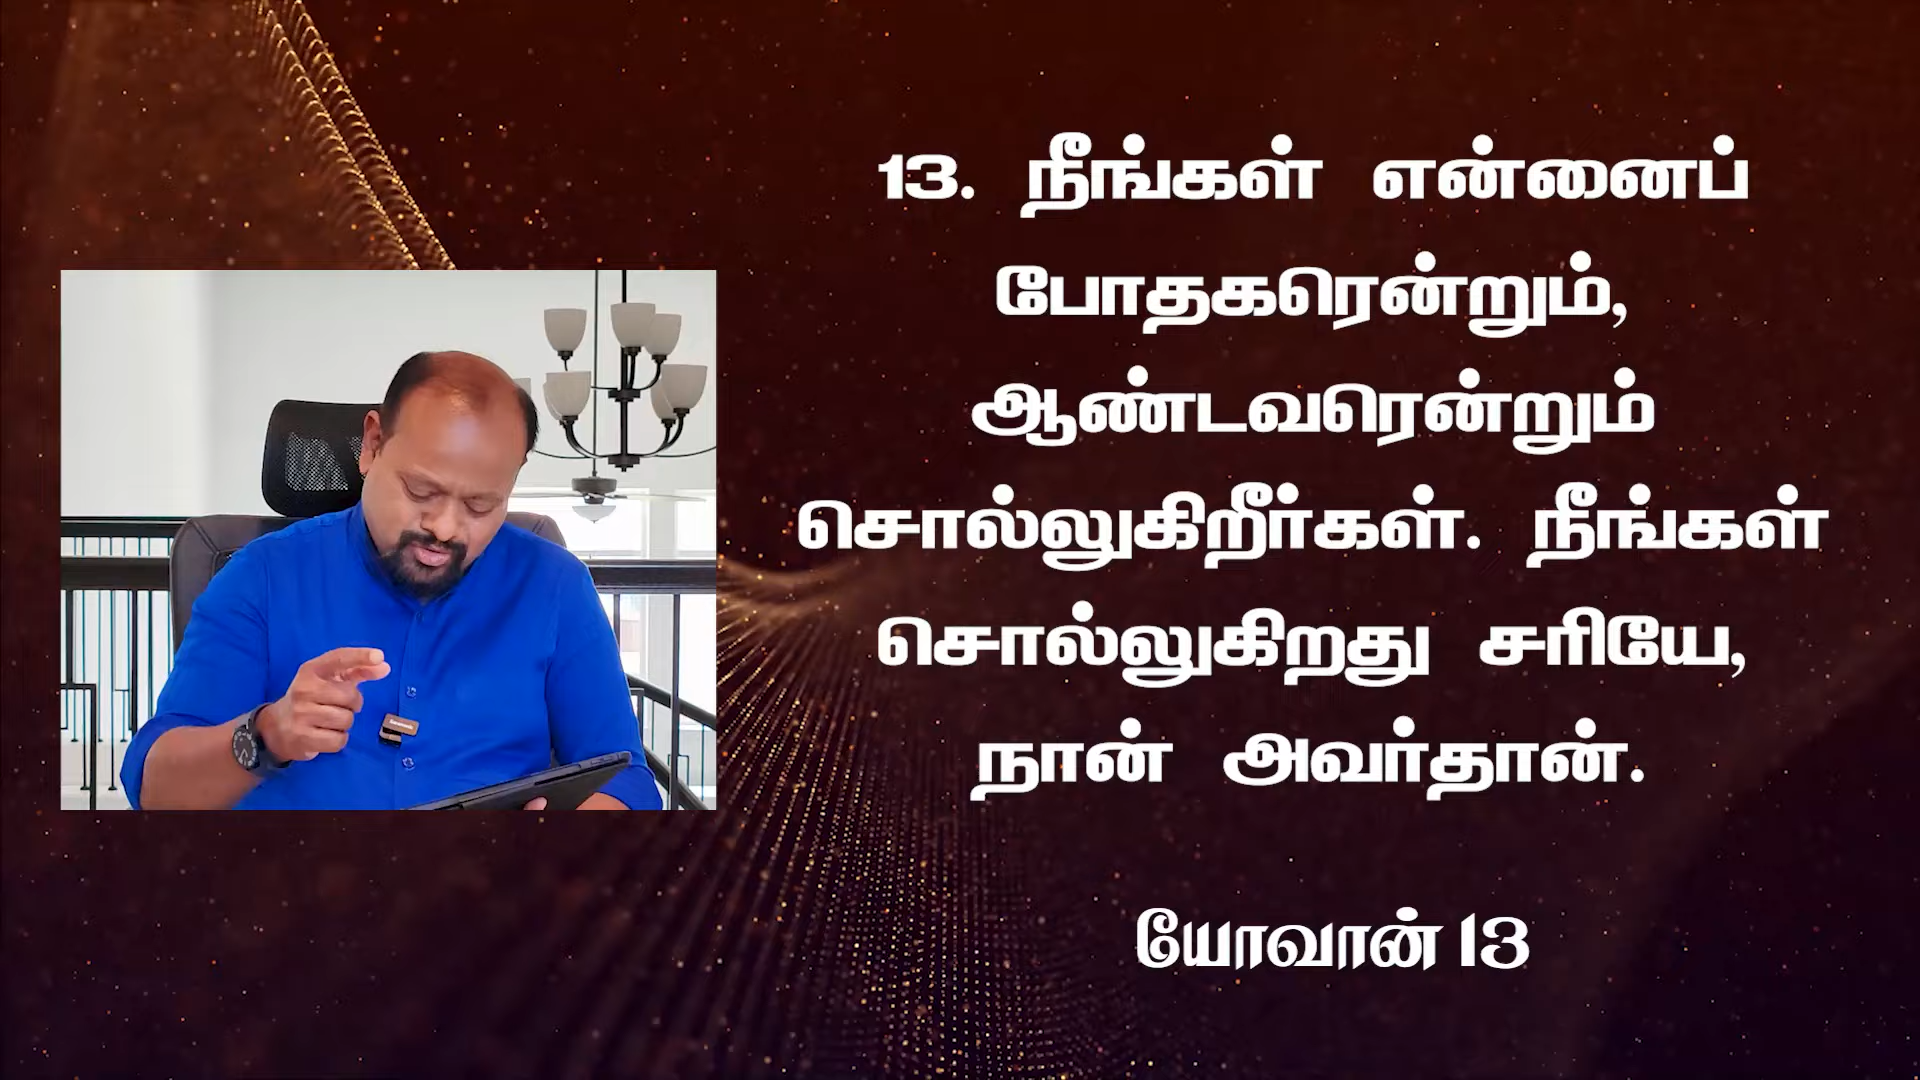 13. நீங்கள் என்னைப்
போதகரென்றும்,
ஆண்டவரென்றும்
சொல்லுகிறீர்கள். நீங்கள்
சொல்லுகிறது சரியே,
நான் அவர்தான்.
யோவான் 13